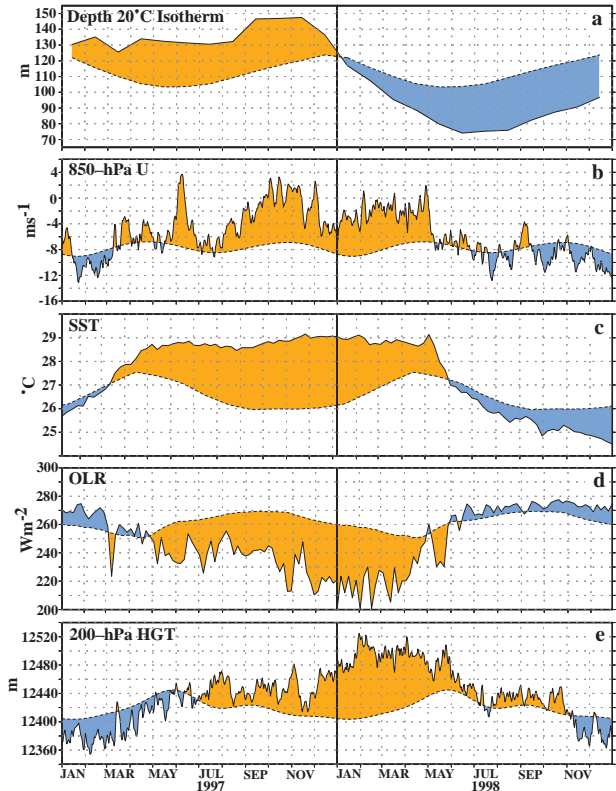 Depth 20°C Isotherm a
150
140
130
120
110
100
90
80
70
m
850–hPa U b
4
0
-4
-8
-12
-16
ms-1
SST c
29
28
27
26
25
°C
OLR d
300
280
260
240
220
200
Wm-2
200–hPa HGT e
12520
12480
12440
12400
12360
m
JAN MAR MAY JUL SEP NOV JAN MAR MAY JUL SEP NOV
1997 1998